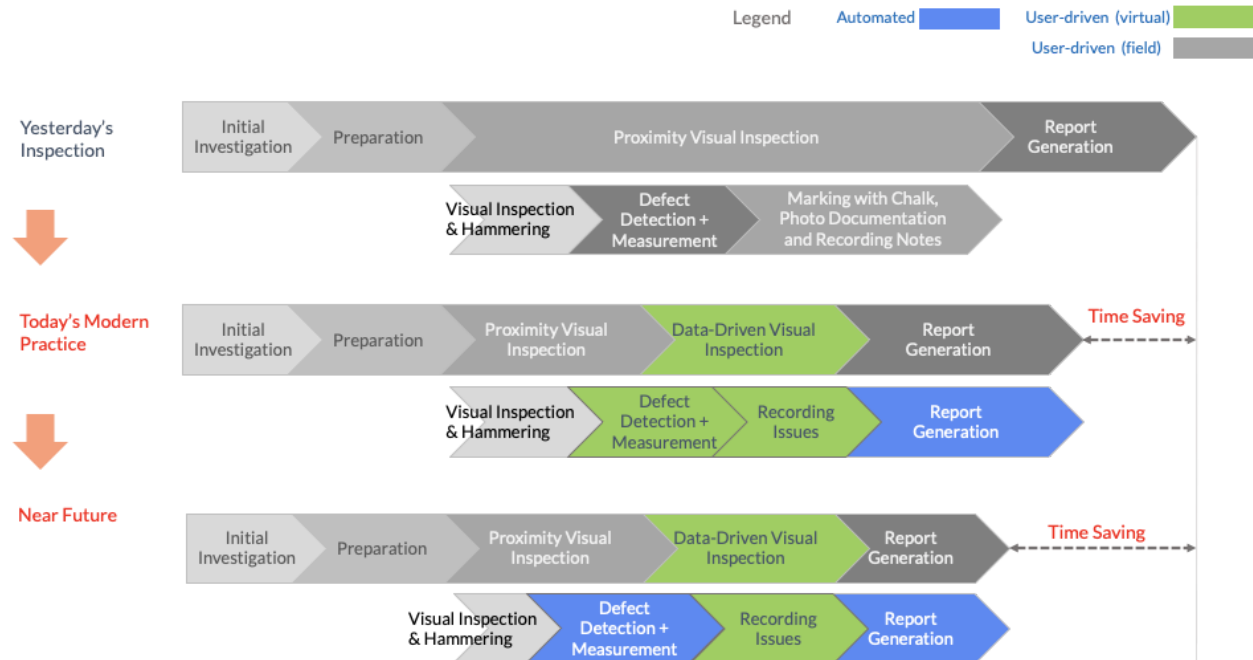 Legend
Automated
User-driven (virtual)
User-driven (field)
Yesterday's
Inspection
Initial
Investigation
Preparation
Proximity Visual Inspection
Report
Generation
Visual Inspection
& Hammering
Defect
Detection +
Measurement
Marking with Chalk,
Photo Documentation
and Recording Notes
Today's Modern
Practice
Initial
Investigation
Preparation
Proximity Visual
Inspection
Data-Driven Visual
Inspection
Report
Generation
Time Saving
Visual Inspection
& Hammering
Defect
Detection +
Measurement
Recording
Issues
Report
Generation
Near Future
Initial
Investigation
Preparation
Proximity Visual
Inspection
Data-Driven Visual
Inspection
Report
Generation
Time Saving
Visual Inspection
& Hammering
Defect
Detection +
Measurement
Recording
Issues
Report
Generation